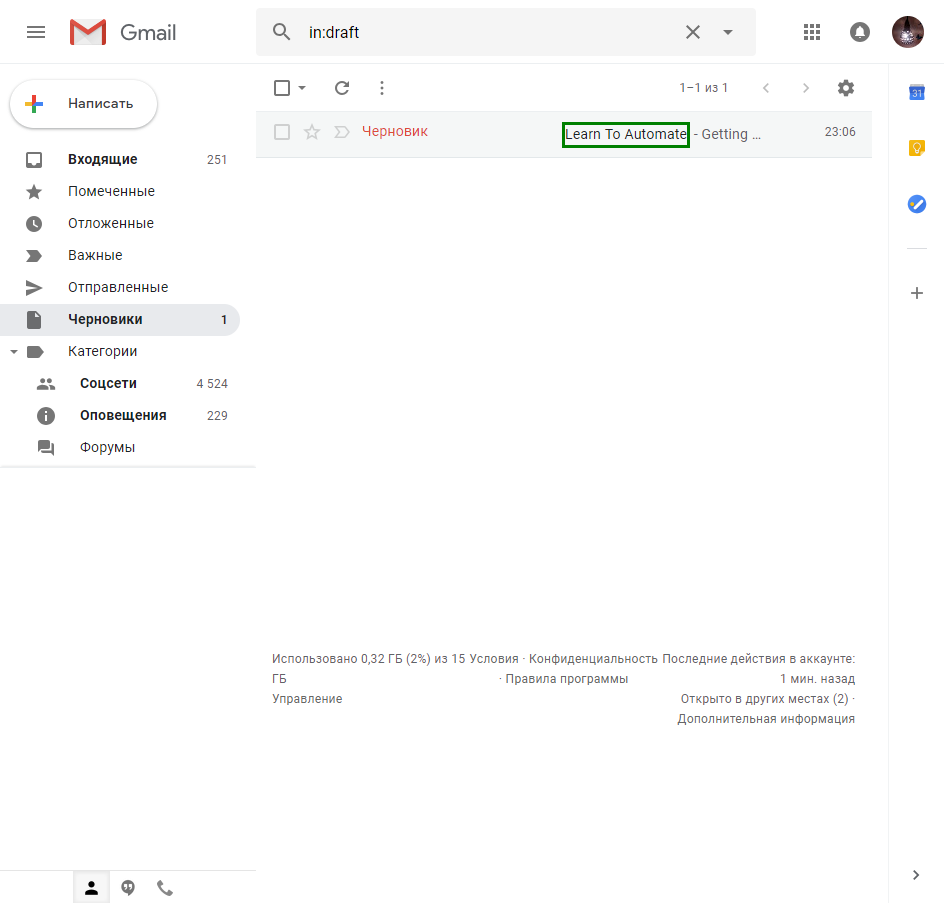 Gmail
in:draft
Написать
1–1 из 1
31
Входящие 251
Помеченные
Отложенные
Важные
Отправленные
Черновики 1
Категории
Соцсети 4 524
Оповещения 229
Форумы
Черновик Learn To Automate - Getting ... 23:06
Использовано 0,32 ГБ (2%) из 15
ГБ
Управление
Условия · Конфиденциальность
· Правила программы
Последние действия в аккаунте:
1 мин. назад
Открыто в других местах (2) ·
Дополнительная информация